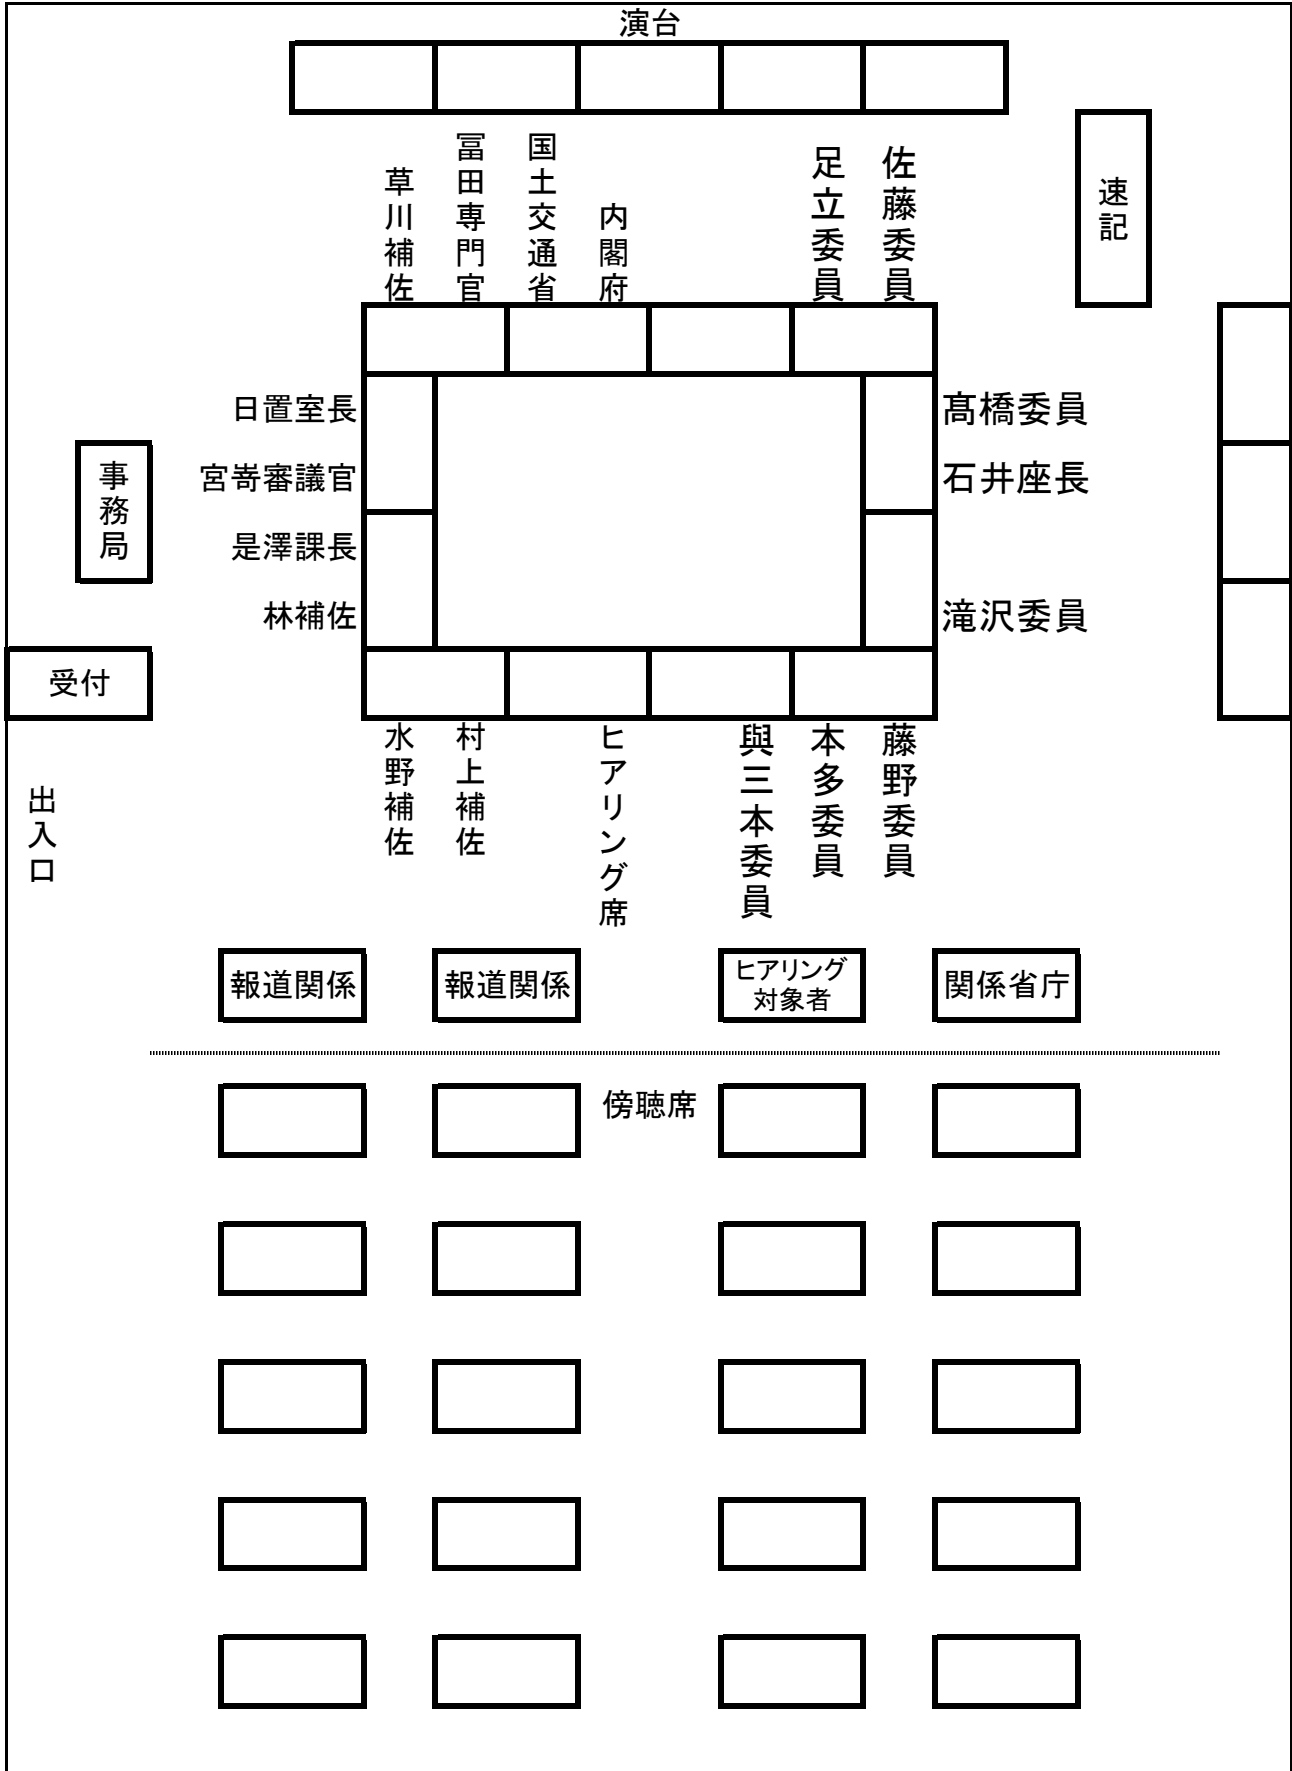 演台
草川補佐
冨田専門官
国土交通省
内閣府
足立委員
佐藤委員
速記
日置室長
宮嵜審議官
是澤課長
林補佐
髙橋委員
石井座長
滝沢委員
事務局
受付
出入口
水野補佐
村上補佐
ヒアリング席
與三本委員
本多委員
藤野委員
報道関係
報道関係
ヒアリング
対象者
関係省庁
傍聴席